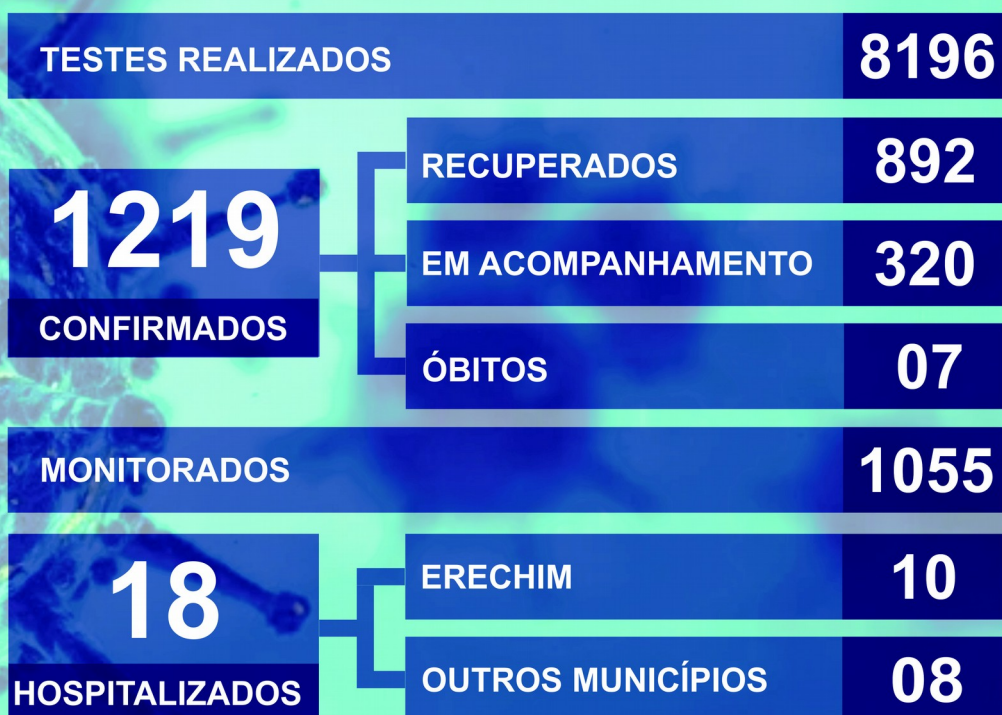 TESTES REALIZADOS 8196
1219
CONFIRMADOS
RECUPERADOS 892
EM ACOMPANHAMENTO 320
ÓBITOS 07
MONITORADOS 1055
18
HOSPITALIZADOS
ERECHIM 10
OUTROS MUNICÍPIOS 08